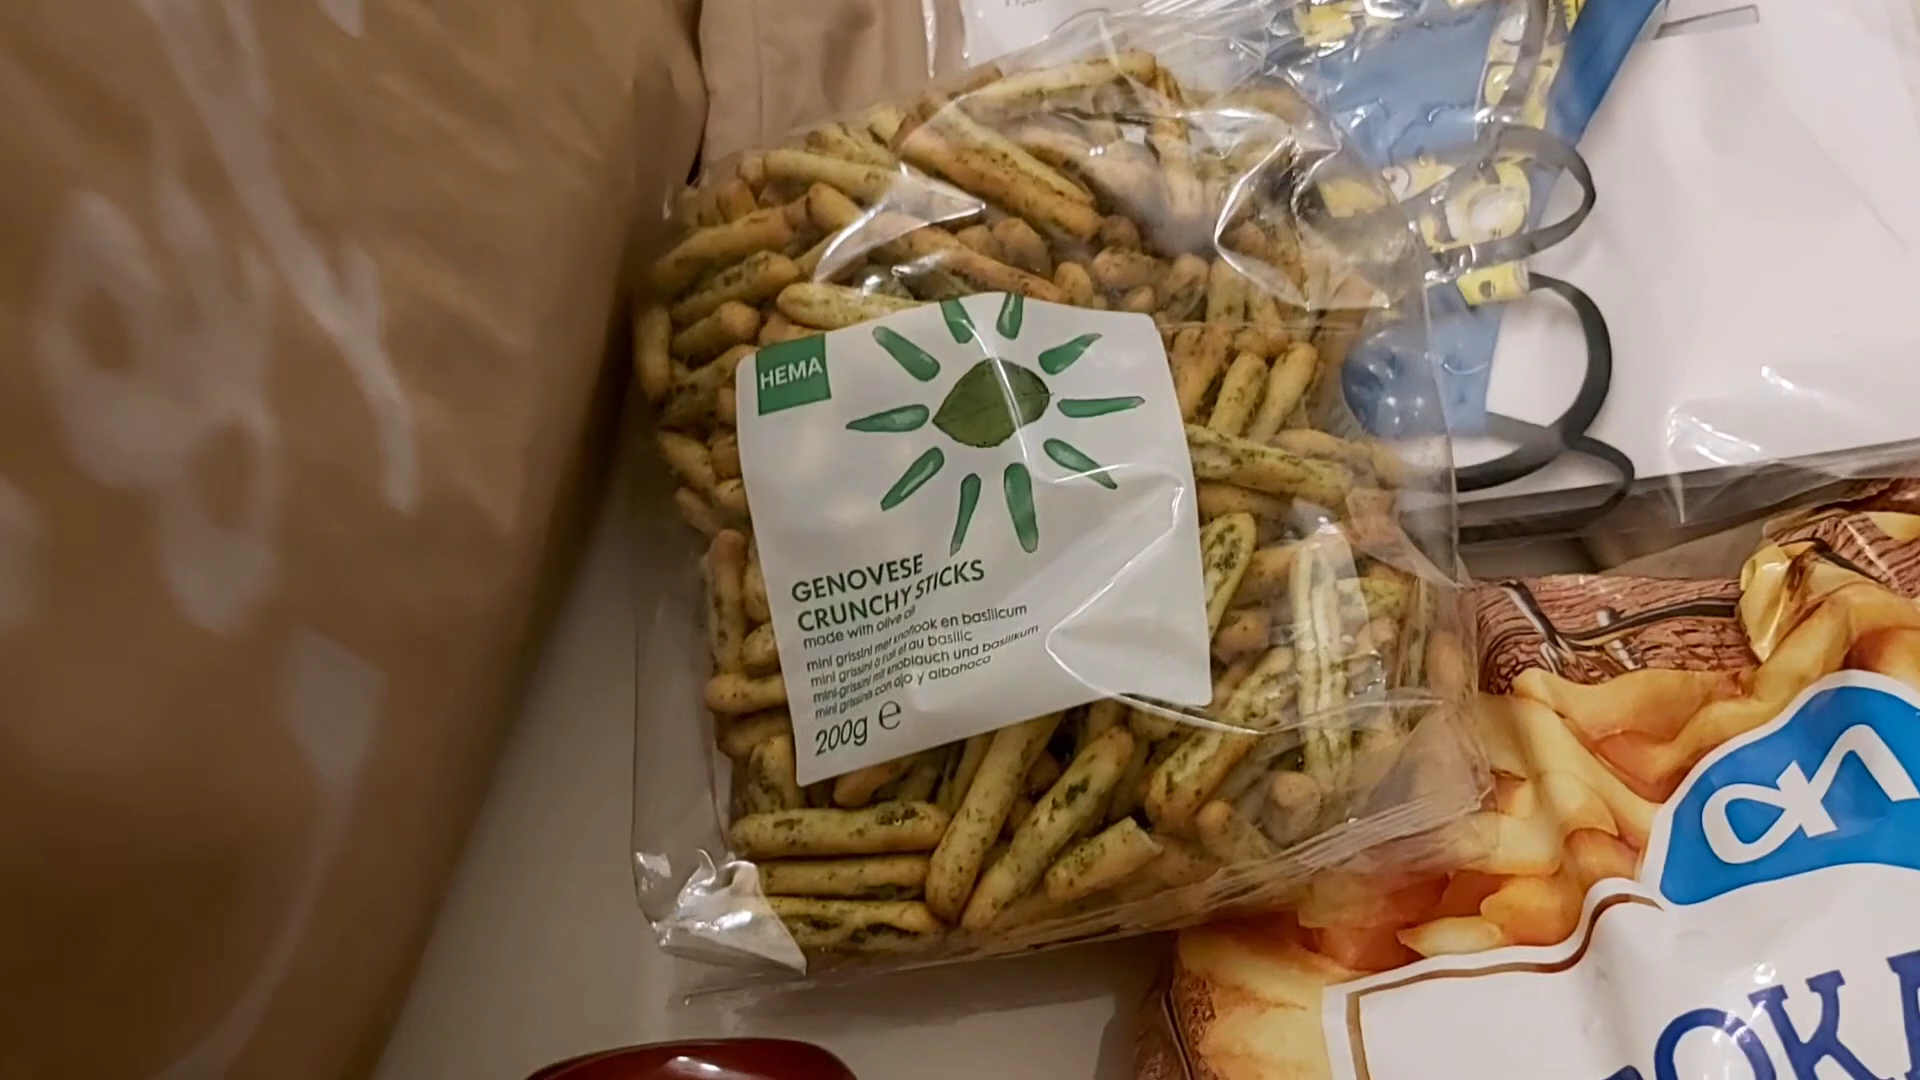 HEMA
GENOVESE
CRUNCHY STICKS
made with olive oil
mini grissini met knoflook en basilicum
mini grissini à l'ail et au basilic
mini-grissini mit knoblauch und basilikum
mini grissinis con ajo y albahaca
200g e